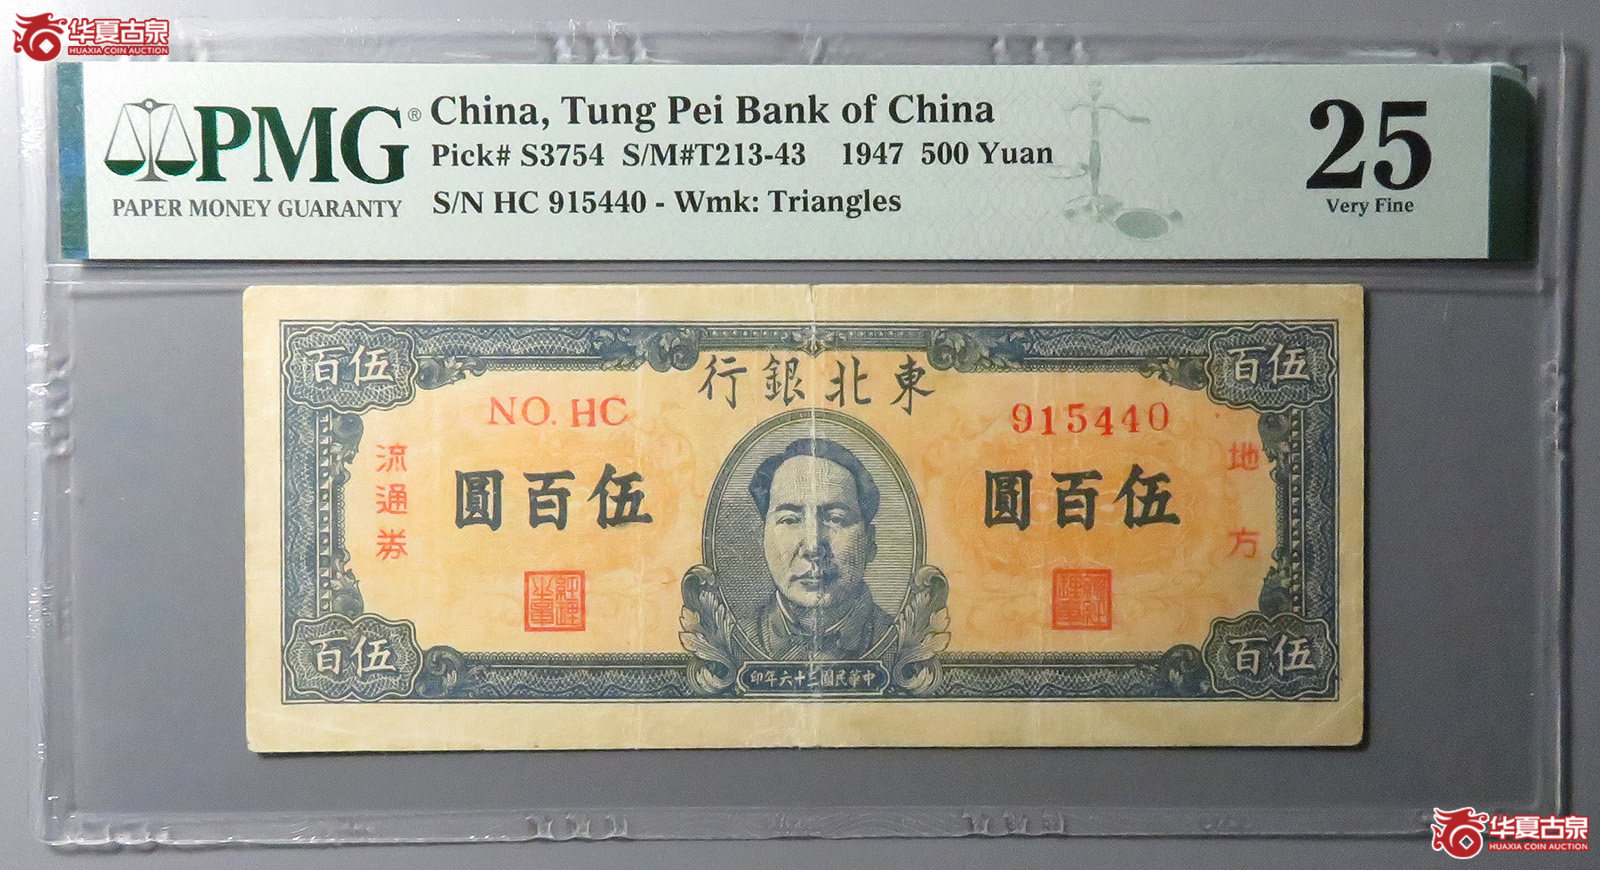 华夏古泉
HUAXIA COIN AUCTION
PMG®
PAPER MONEY GUARANTY
China, Tung Pei Bank of China
Pick# S3754 S/M#T213-43 1947 500 Yuan
S/N HC 915440 - Wmk: Triangles
25
Very Fine
百伍
百伍
行銀北東
NO. HC
915440
流通券
地方
圓百伍
圓百伍
百伍
百伍
印年六十三國民華中
华夏古泉
HUAXIA COIN AUCTION